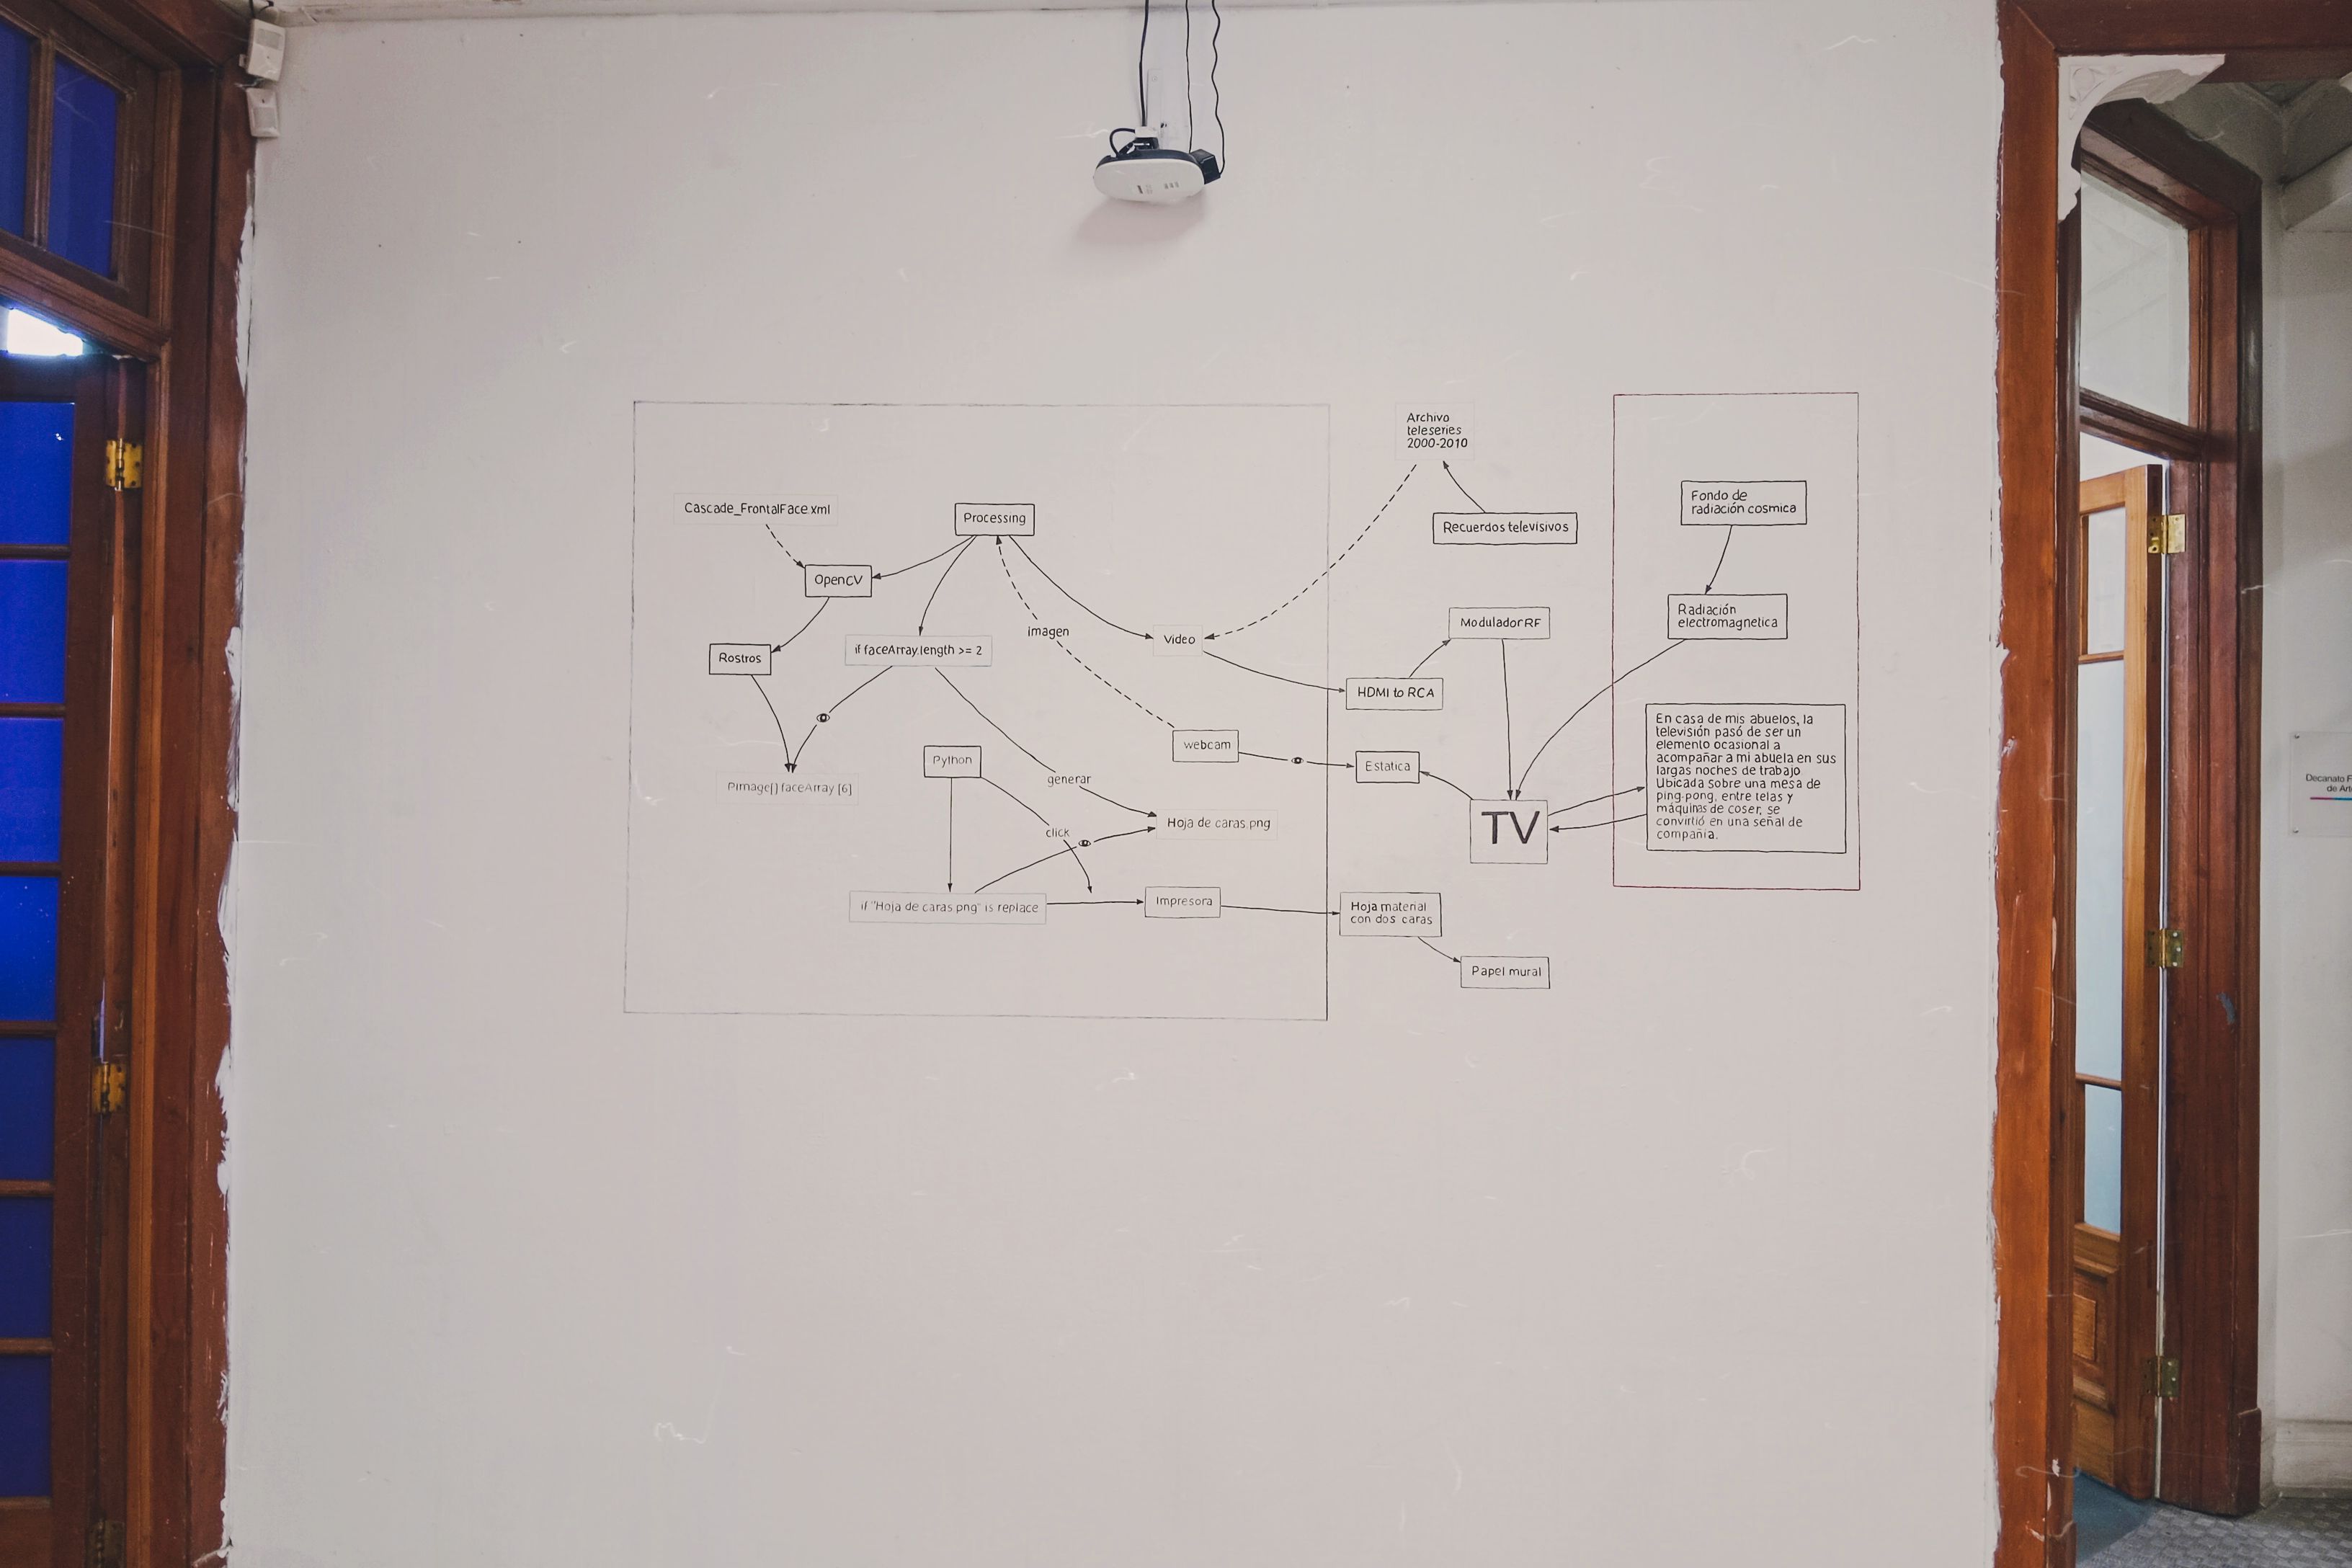 Archivo
teleseries
2000-2010
Cascade_FrontalFace.xml
Processing
Recuerdos televisivos
Fondo de
radiación cosmica
OpenCV
Rostros
if faceArray.length >= 2
imagen
Video
Modulador RF
Radiación
electromagnetica
HDMI to RCA
webcam
Estatica
Python
PImage[] faceArray [6]
generar
click
Hoja de caras.png
TV
En casa de mis abuelos, la
televisión pasó de ser un
elemento ocasional a
acompañar a mi abuela en sus
largas noches de trabajo.
Ubicada sobre una mesa de
ping-pong, entre telas y
máquinas de coser, se
convirtió en una señal de
compañia.
if "Hoja de caras.png" is replace
Impresora
Hoja material
con dos caras
Papel mural
Decanato